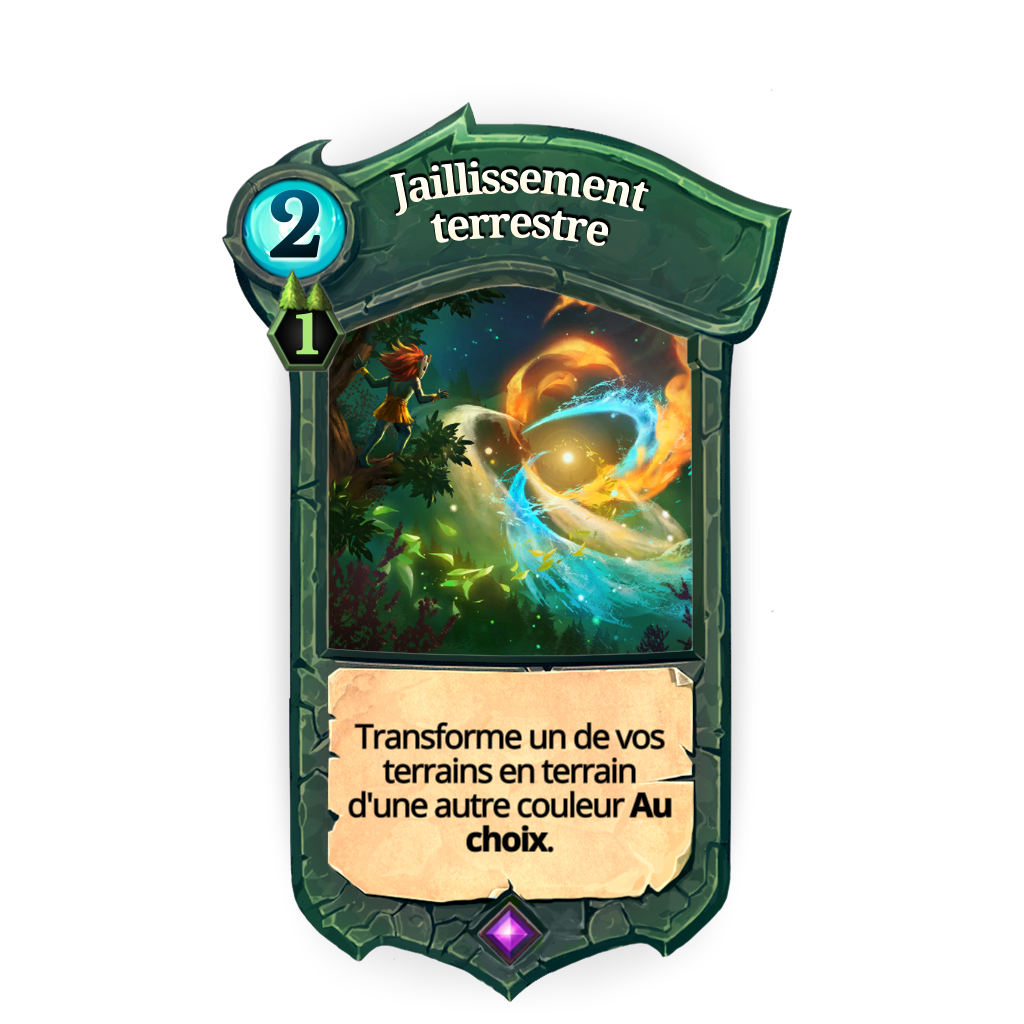 Jaillissement
terrestre
2
1
Transforme un de vos
terrains en terrain
d'une autre couleur Au
choix.